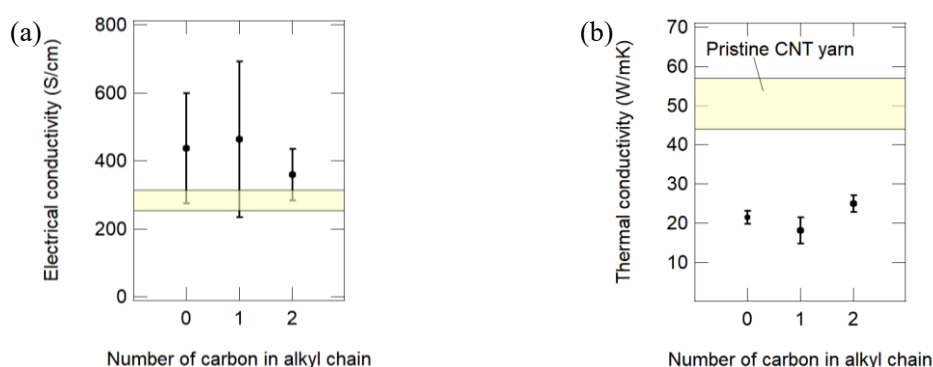 (a)
Electrical conductivity (S/cm)
800
600
400
200
0
0 1 2
Number of carbon in alkyl chain
(b)
Thermal conductivity (W/mK)
70
60
50
40
30
20
10
Pristine CNT yarn
0 1 2
Number of carbon in alkyl chain